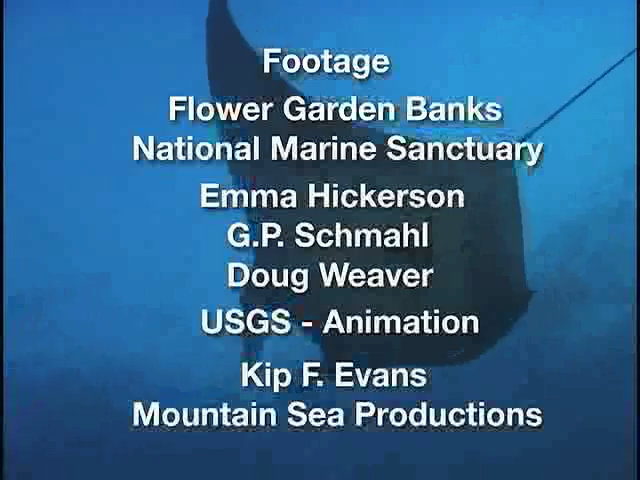 Footage
Flower Garden Banks
National Marine Sanctuary
Emma Hickerson
G.P. Schmahl
Doug Weaver
USGS - Animation
Kip F. Evans
Mountain Sea Productions